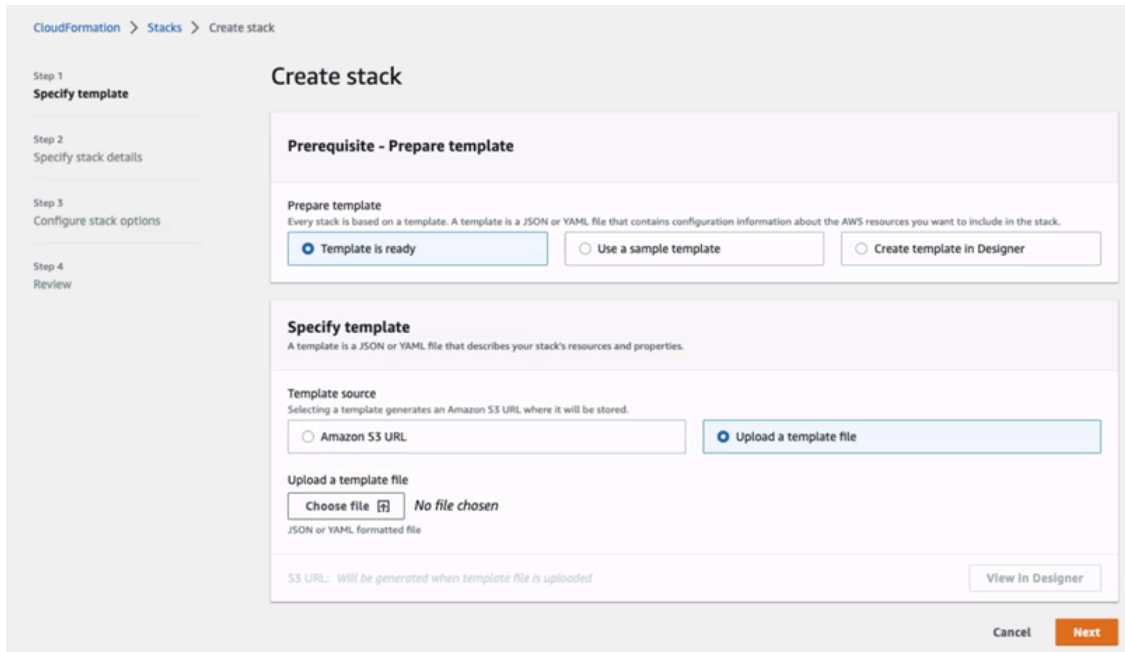 CloudFormation > Stacks > Create stack
Step 1
Specify template
Step 2
Specify stack details
Step 3
Configure stack options
Step 4
Review
Create stack
Prerequisite - Prepare template
Prepare template
Every stack is based on a template. A template is a JSON or YAML file that contains configuration information about the AWS resources you want to include in the stack.
Template is ready
Use a sample template
Create template in Designer
Specify template
A template is a JSON or YAML file that describes your stack's resources and properties.
Template source
Selecting a template generates an Amazon S3 URL where it will be stored.
Amazon S3 URL
Upload a template file
Upload a template file
Choose file No file chosen
JSON or YAML formatted file
S3 URL: Will be generated when template file is uploaded
View in Designer
Cancel
Next